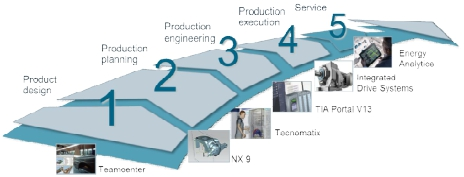 Product
design
1
Production
planning
2
Production
engineering
3
Production
execution
4
Service
5
Teamcenter
NX 9
Tecnomatix
TIA Portal V13
Integrated
Drive Systems
Energy
Analytics